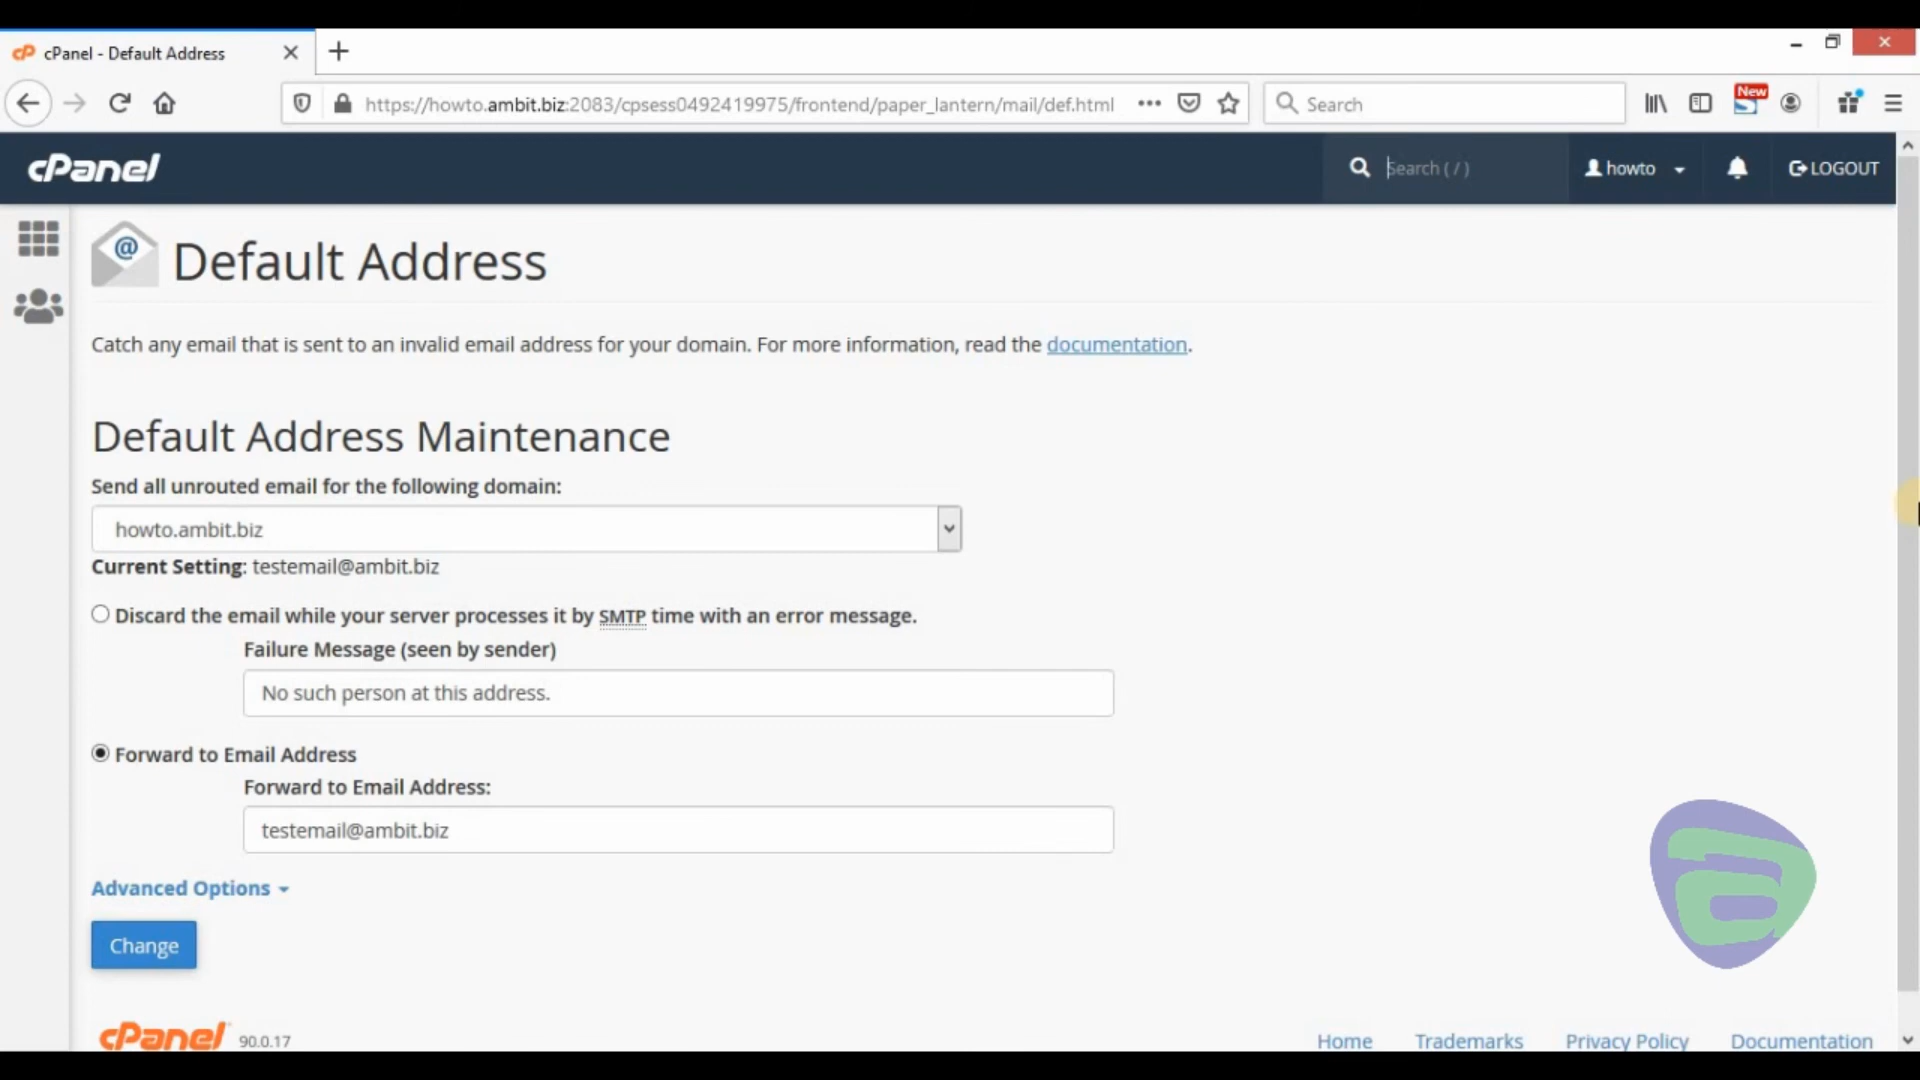 cPanel - Default Address
https://howto.ambit.biz:2083/cpsess0492419975/frontend/paper_lantern/mail/def.html
Search
New
cPanel
Search ( / )
howto
LOGOUT
Default Address
Catch any email that is sent to an invalid email address for your domain. For more information, read the documentation.
Default Address Maintenance
Send all unrouted email for the following domain:
howto.ambit.biz
Current Setting: testemail@ambit.biz
Discard the email while your server processes it by SMTP time with an error message.
Failure Message (seen by sender)
No such person at this address.
Forward to Email Address
Forward to Email Address:
testemail@ambit.biz
Advanced Options
Change
cPanel 90.0.17
Home Trademarks Privacy Policy Documentation